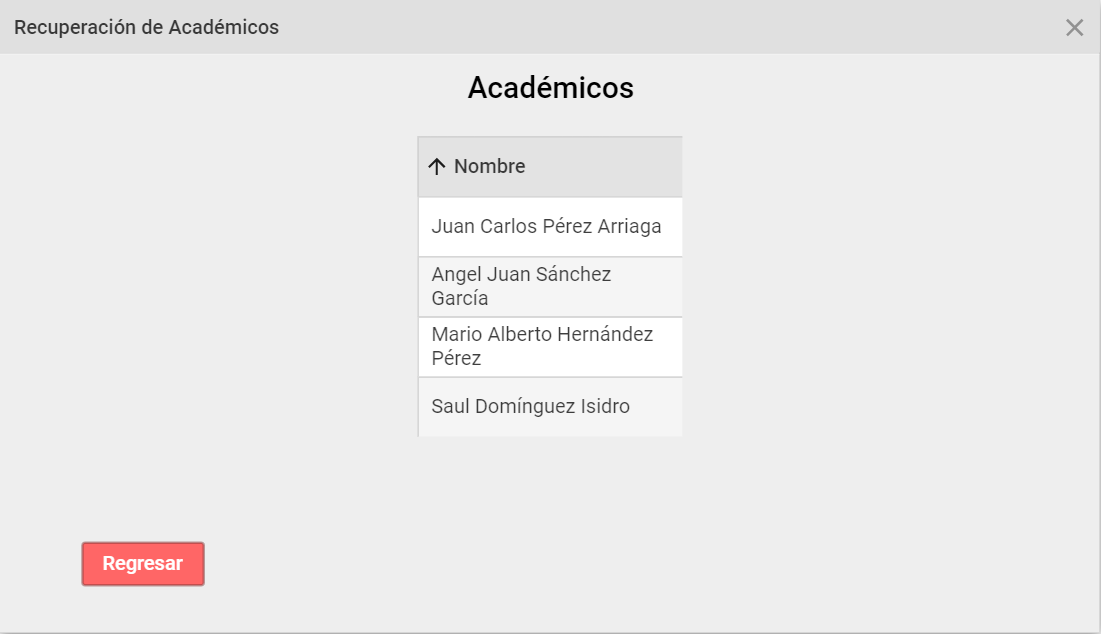 Recuperación de Académicos
Académicos
Nombre
Juan Carlos Pérez Arriaga
Angel Juan Sánchez
García
Mario Alberto Hernández
Pérez
Saul Domínguez Isidro
Regresar